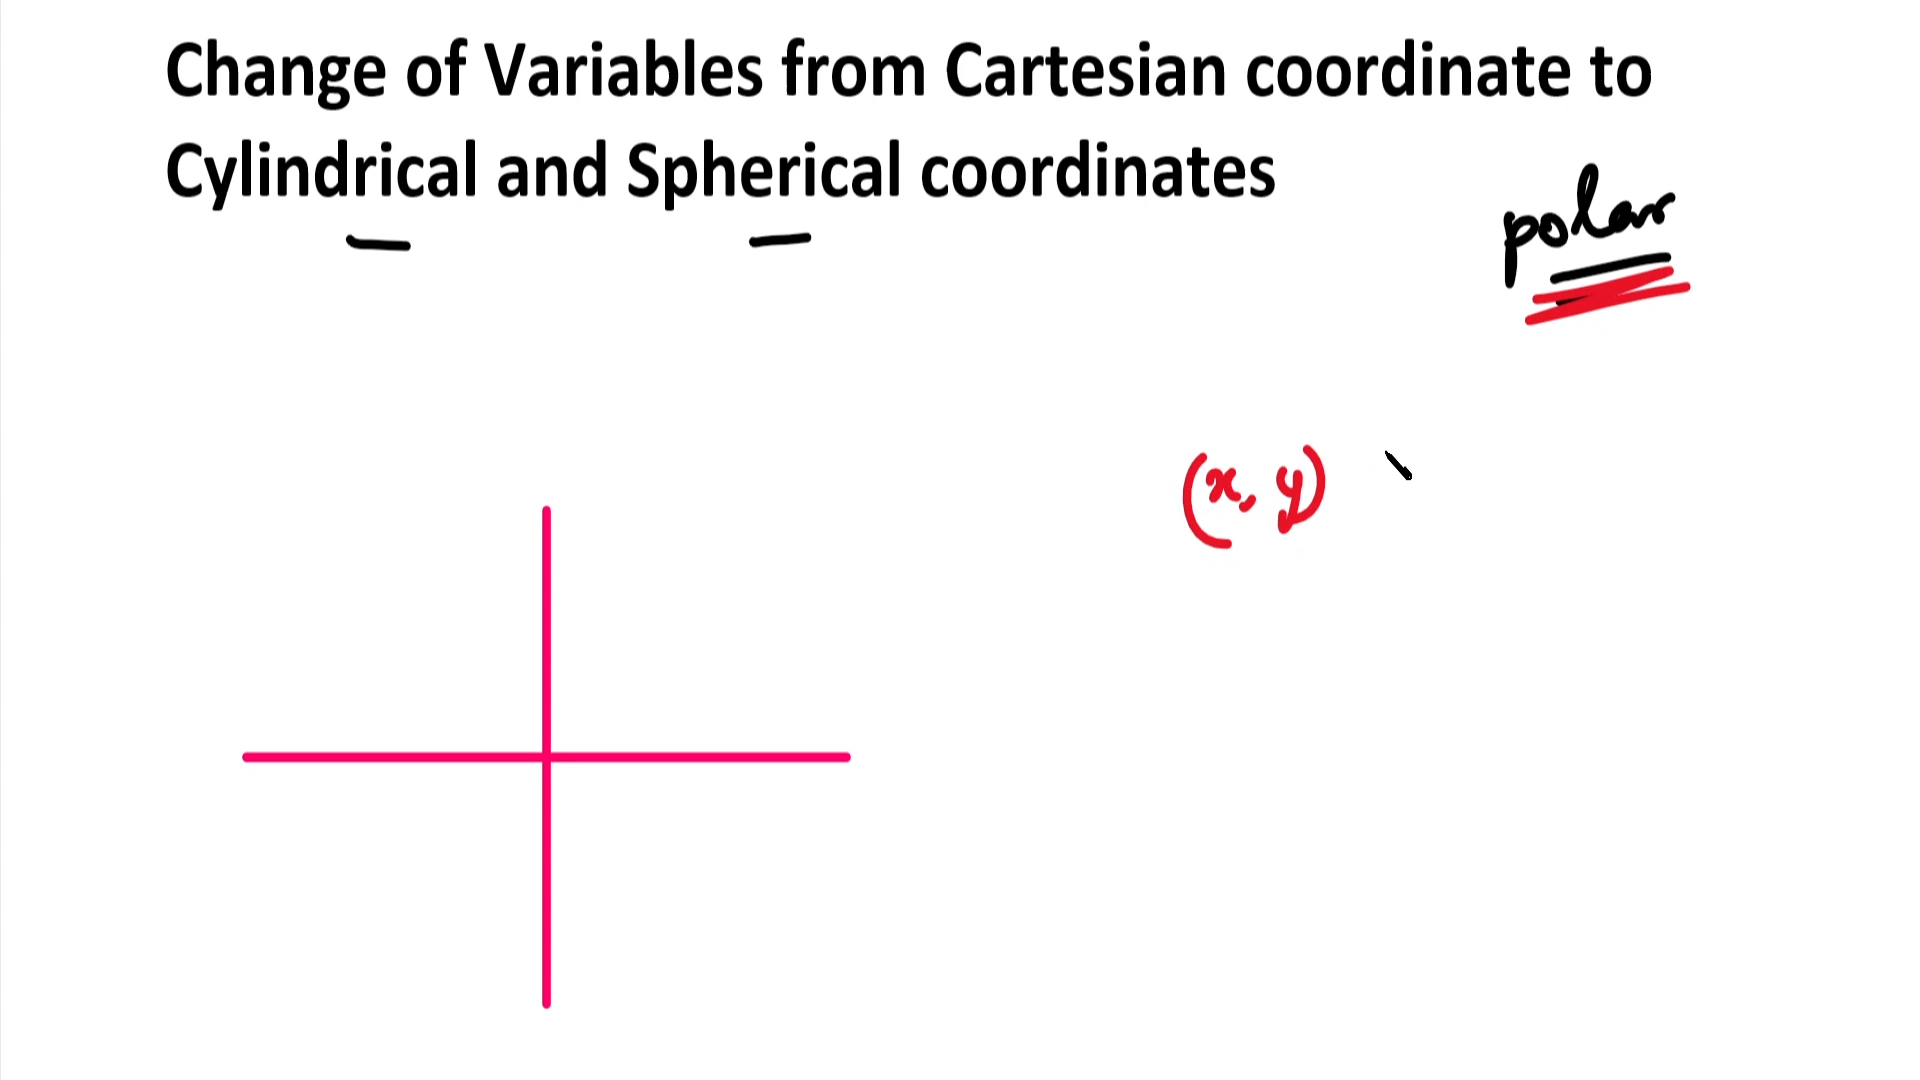 Change of Variables from Cartesian coordinate to
Cylindrical and Spherical coordinates
polar
(x, y)